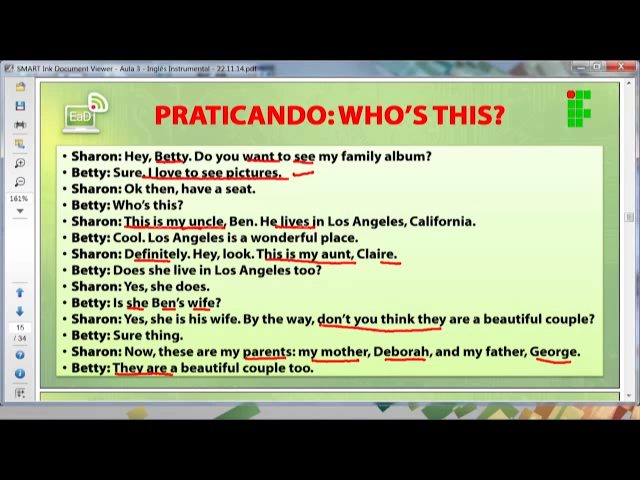 SMART Ink Document Viewer - Aula 3 - Inglês Instrumental - 22.11.14.pdf
EaD
PRATICANDO: WHO'S THIS?
• Sharon: Hey, Betty. Do you want to see my family album?
• Betty: Sure. I love to see pictures.
• Sharon: Ok then, have a seat.
• Betty: Who's this?
• Sharon: This is my uncle, Ben. He lives in Los Angeles, California.
• Betty: Cool. Los Angeles is a wonderful place.
• Sharon: Definitely. Hey, look. This is my aunt, Claire.
• Betty: Does she live in Los Angeles too?
• Sharon: Yes, she does.
• Betty: Is she Ben's wife?
• Sharon: Yes, she is his wife. By the way, don't you think they are a beautiful couple?
• Betty: Sure thing.
• Sharon: Now, these are my parents: my mother, Deborah, and my father, George.
• Betty: They are a beautiful couple too.
161%
15
/ 34